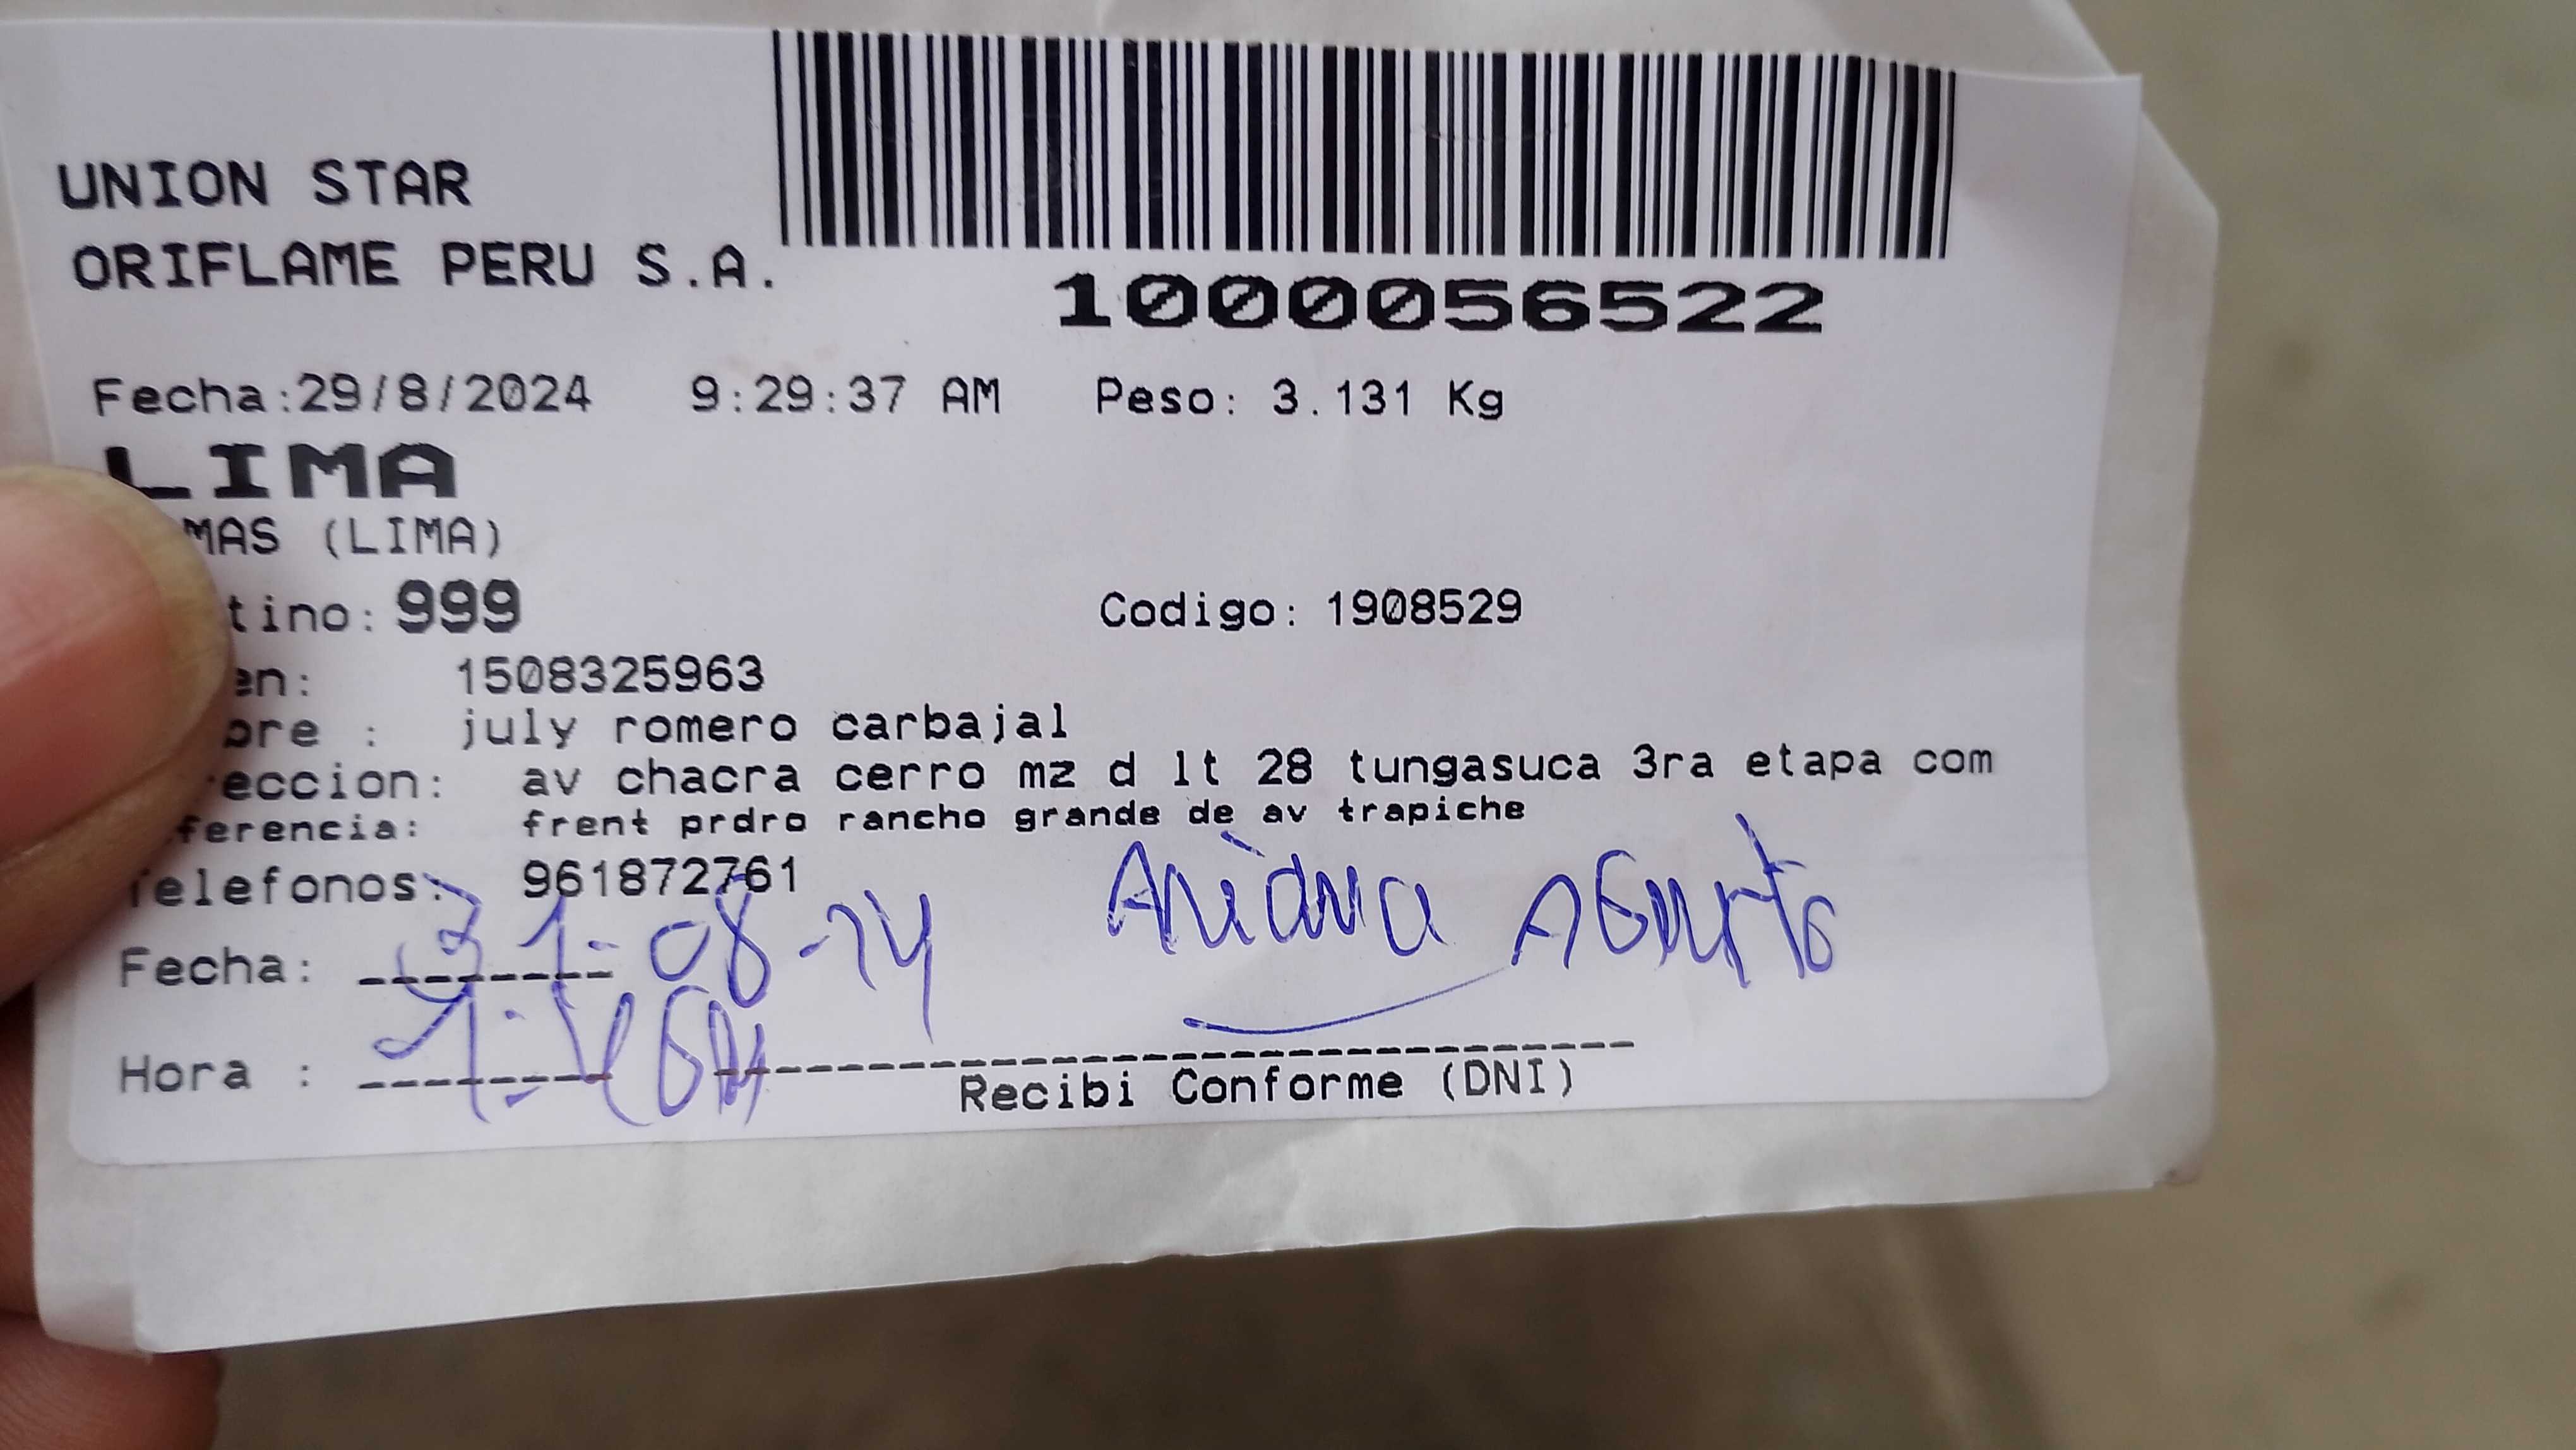 UNION STAR
ORIFLAME PERU S.A.
1000056522
Fecha:29/8/2024 9:29:37 AM Peso: 3.131 Kg
LIMA
MAS (LIMA)
tino: 999 Codigo: 1908529
en: 1508325963
bre : july romero carbajal
eccion: av chacra cerro mz d lt 28 tungasuca 3ra etapa com
ferencia: frent prdro rancho grande de av trapiche
Telefonos: 961872761
Fecha: 31-08-24
Ariana Agurto
Hora :
Recibi Conforme (DNI)